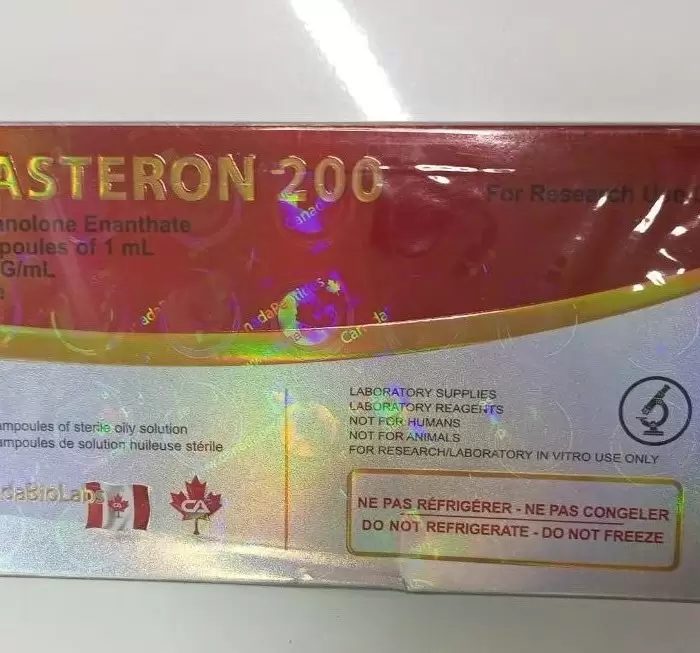 ASTERON 200
For Research Use
anolone Enanthate
poules of 1 mL
G/mL
ampoules of sterile oily solution
ampoules de solution huileuse stérile
daBioLabs
CA
LABORATORY SUPPLIES
LABORATORY REAGENTS
NOT FOR HUMANS
NOT FOR ANIMALS
FOR RESEARCH/LABORATORY IN VITRO USE ONLY
NE PAS RÉFRIGÉRER - NE PAS CONGELER
DO NOT REFRIGERATE - DO NOT FREEZE